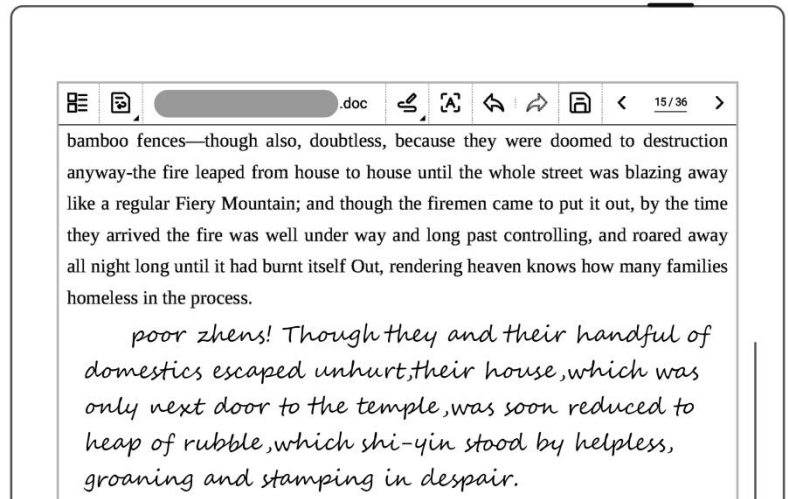 .doc 15/36
bamboo fences—though also, doubtless, because they were doomed to destruction
anyway-the fire leaped from house to house until the whole street was blazing away
like a regular Fiery Mountain; and though the firemen came to put it out, by the time
they arrived the fire was well under way and long past controlling, and roared away
all night long until it had burnt itself Out, rendering heaven knows how many families
homeless in the process.
poor zhens! Though they and their handful of
domestics escaped unhurt,their house,which was
only next door to the temple,was soon reduced to
heap of rubble,which shi-yin stood by helpless,
groaning and stamping in despair.